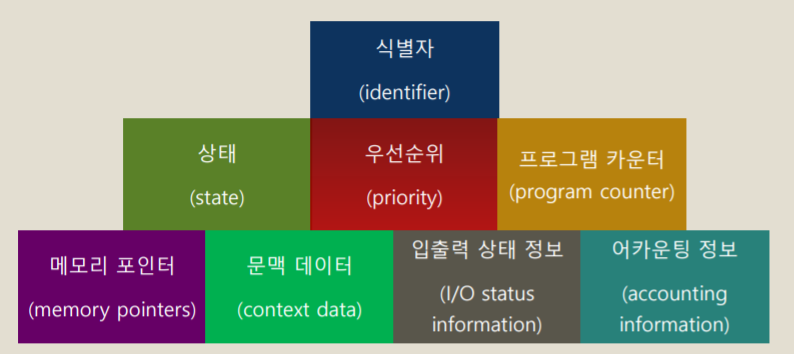 식별자
(identifier)
상태
(state)
우선순위
(priority)
프로그램 카운터
(program counter)
메모리 포인터
(memory pointers)
문맥 데이터
(context data)
입출력 상태 정보
(I/O status
information)
어카운팅 정보
(accounting
information)